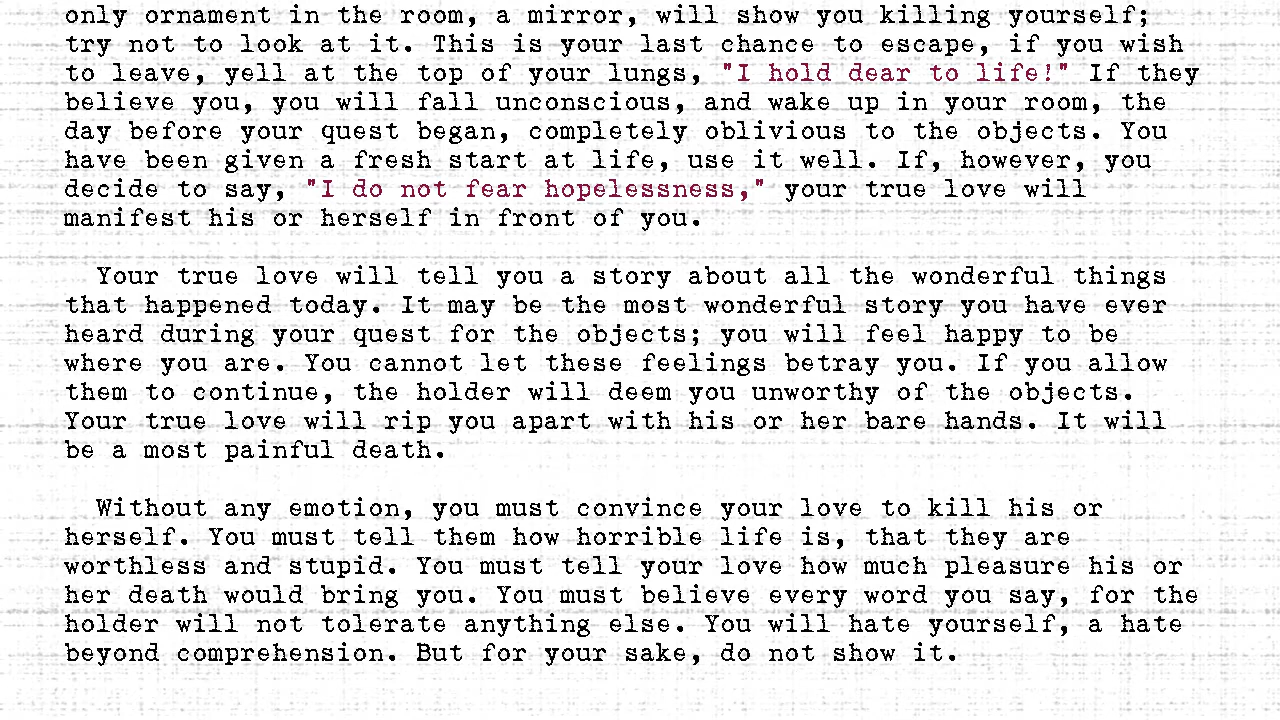 only ornament in the room, a mirror, will show you killing yourself;
try not to look at it. This is your last chance to escape, if you wish
to leave, yell at the top of your lungs, "I hold dear to life!" If they
believe you, you will fall unconscious, and wake up in your room, the
day before your quest began, completely oblivious to the objects. You
have been given a fresh start at life, use it well. If, however, you
decide to say, "I do not fear hopelessness," your true love will
manifest his or herself in front of you.
Your true love will tell you a story about all the wonderful things
that happened today. It may be the most wonderful story you have ever
heard during your quest for the objects; you will feel happy to be
where you are. You cannot let these feelings betray you. If you allow
them to continue, the holder will deem you unworthy of the objects.
Your true love will rip you apart with his or her bare hands. It will
be a most painful death.
Without any emotion, you must convince your love to kill his or
herself. You must tell them how horrible life is, that they are
worthless and stupid. You must tell your love how much pleasure his or
her death would bring you. You must believe every word you say, for the
holder will not tolerate anything else. You will hate yourself, a hate
beyond comprehension. But for your sake, do not show it.